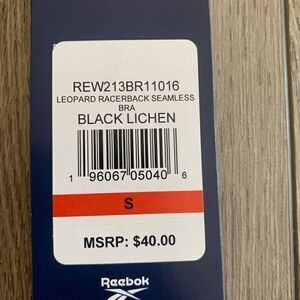 REW213BR11016
LEOPARD RACERBACK SEAMLESS
BRA
BLACK LICHEN
1 96067 05040 6
S
MSRP: $40.00
Reebok